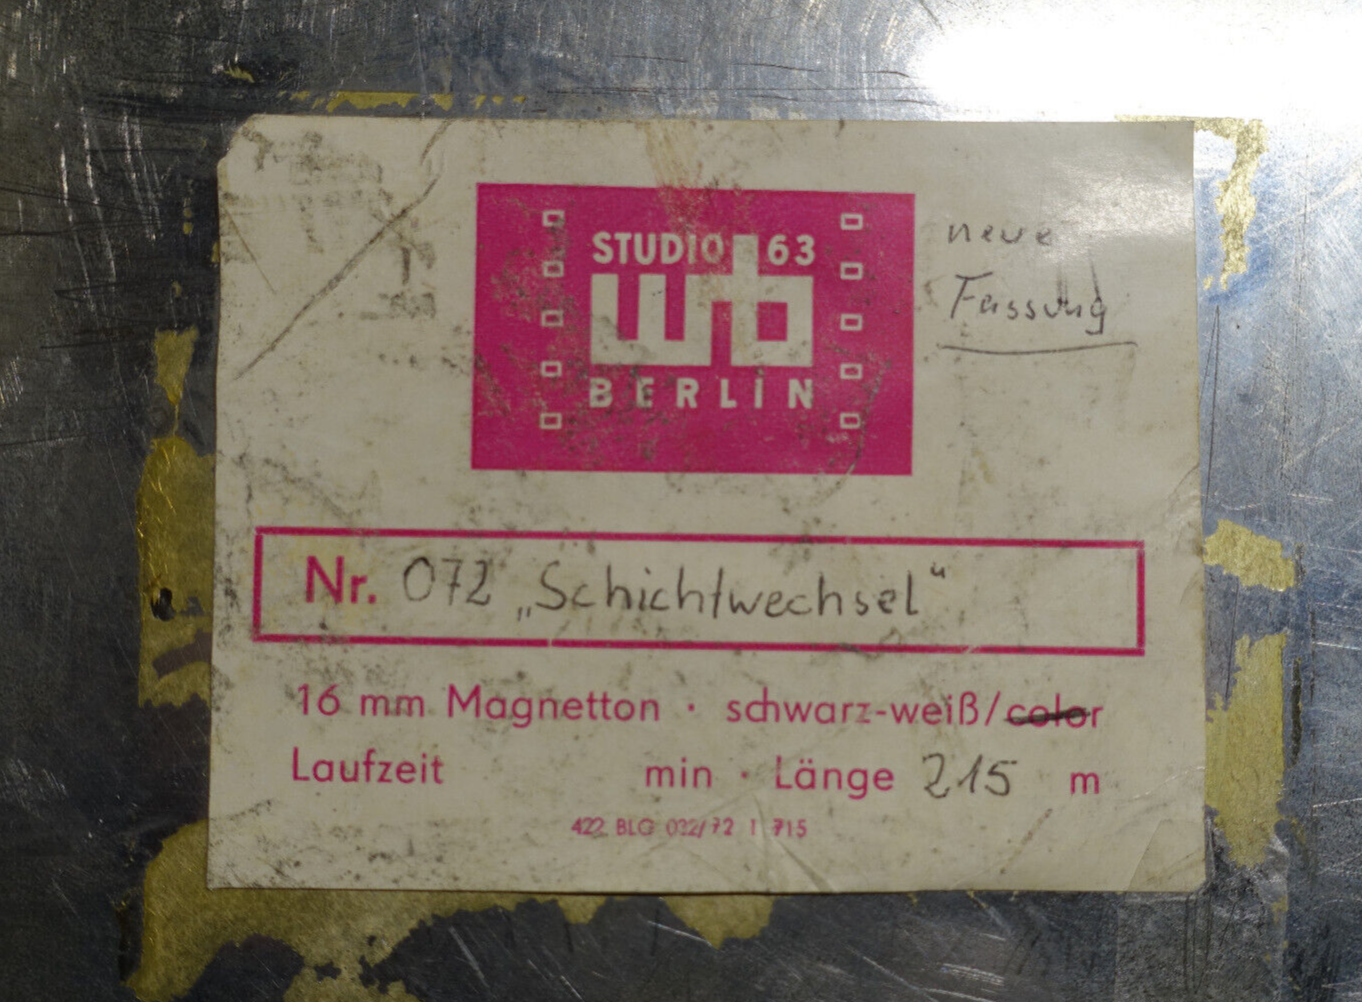 STUDIO 63
wb
BERLIN
neue
Fassung
Nr. 072 „Schichtwechsel“
16 mm Magnetton · schwarz-weiß/color
Laufzeit min · Länge 215 m
422 BLG 032/72 1 715